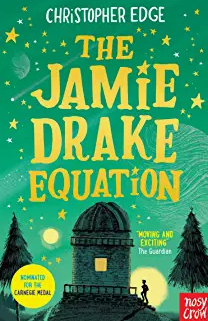 CHRISTOPHER EDGE
THE
JAMIE
DRAKE
EQUATION
"MOVING AND
EXCITING"
The Guardian
NOMINATED
FOR THE
CARNEGIE MEDAL
nosy
crow